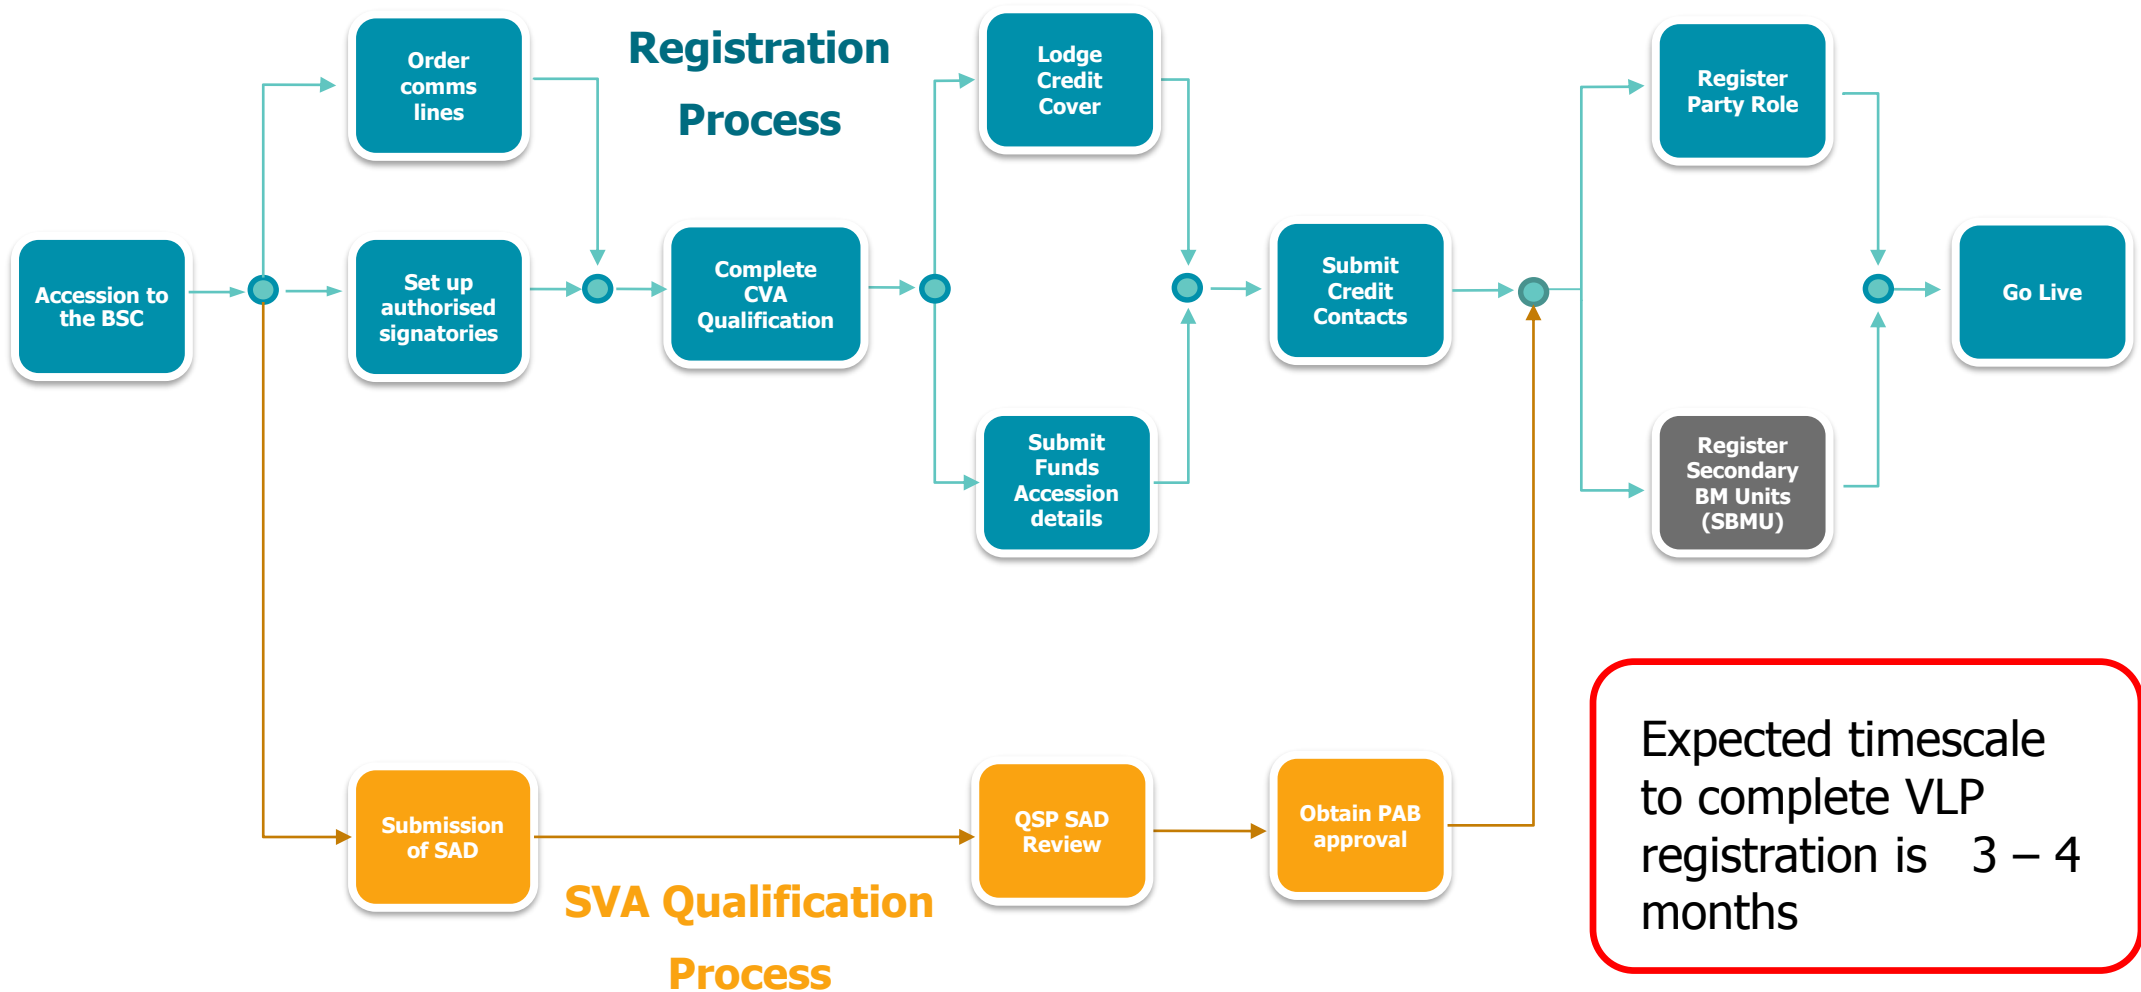 Registration
Process
Order
comms
lines
Lodge
Credit
Cover
Register
Party Role
Accession to
the BSC
Set up
authorised
signatories
Complete
CVA
Qualification
Submit
Credit
Contacts
Go Live
Submit
Funds
Accession
details
Register
Secondary
BM Units
(SBMU)
Submission
of SAD
QSP SAD
Review
Obtain PAB
approval
SVA Qualification
Process
Expected timescale
to complete VLP
registration is 3 – 4
months